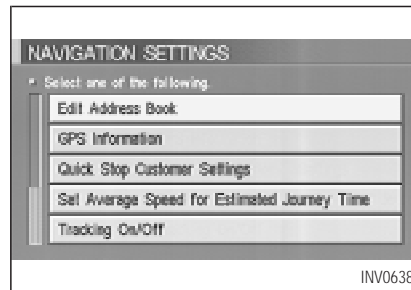 NAVIGATION SETTINGS
Select one of the following.
Edit Address Book
GPS Information
Quick Stop Customer Settings
Set Average Speed for Estimated Journey Time
Tracking On/Off
INV0638